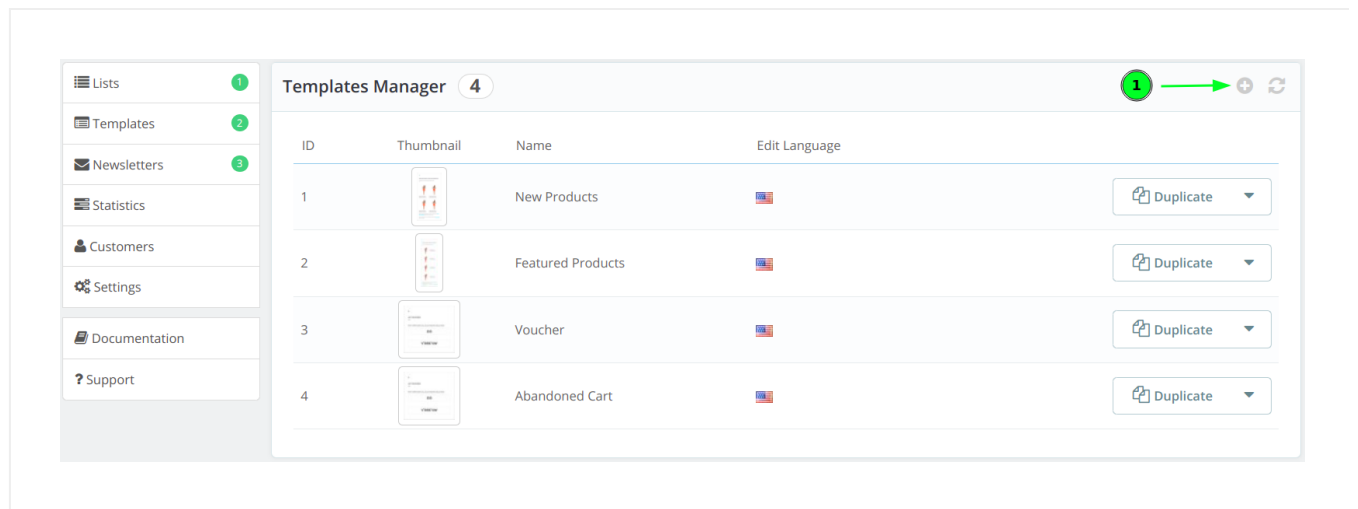 Lists 1
Templates 2
Newsletters 3
Statistics
Customers
Settings
Documentation
? Support
Templates Manager 4
1
ID Thumbnail Name Edit Language
1 New Products Duplicate
2 Featured Products Duplicate
3 Voucher Duplicate
4 Abandoned Cart Duplicate